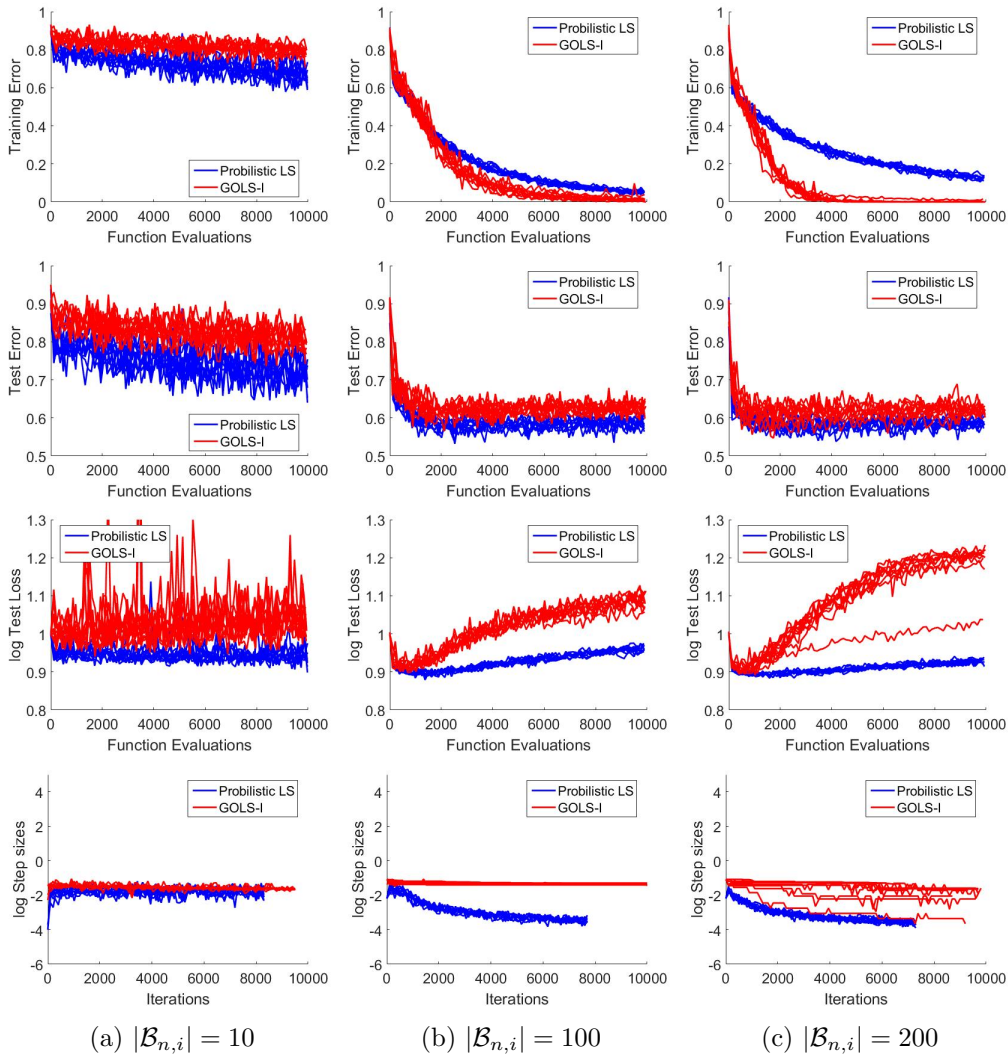 1
0.8
0.6
0.4
0.2
0
Training Error
Probilistic LS
GOLS-I
0 2000 4000 6000 8000 10000
Function Evaluations
1
0.8
0.6
0.4
0.2
0
Training Error
Probilistic LS
GOLS-I
0 2000 4000 6000 8000 10000
Function Evaluations
1
0.8
0.6
0.4
0.2
0
Training Error
Probilistic LS
GOLS-I
0 2000 4000 6000 8000 10000
Function Evaluations
1
0.9
0.8
0.7
0.6
0.5
Test Error
Probilistic LS
GOLS-I
0 2000 4000 6000 8000 10000
Function Evaluations
1
0.9
0.8
0.7
0.6
0.5
Test Error
Probilistic LS
GOLS-I
0 2000 4000 6000 8000 10000
Function Evaluations
1
0.9
0.8
0.7
0.6
0.5
Test Error
Probilistic LS
GOLS-I
0 2000 4000 6000 8000 10000
Function Evaluations
1.3
1.2
1.1
1
0.9
0.8
log Test Loss
Probilistic LS
GOLS-I
0 2000 4000 6000 8000 10000
Function Evaluations
1.3
1.2
1.1
1
0.9
0.8
log Test Loss
Probilistic LS
GOLS-I
0 2000 4000 6000 8000 10000
Function Evaluations
1.3
1.2
1.1
1
0.9
0.8
log Test Loss
Probilistic LS
GOLS-I
0 2000 4000 6000 8000 10000
Function Evaluations
4
2
0
-2
-4
-6
log Step sizes
Probilistic LS
GOLS-I
0 2000 4000 6000 8000 10000
Iterations
4
2
0
-2
-4
-6
log Step sizes
Probilistic LS
GOLS-I
0 2000 4000 6000 8000 10000
Iterations
4
2
0
-2
-4
-6
log Step sizes
Probilistic LS
GOLS-I
0 2000 4000 6000 8000 10000
Iterations
(a) |𝓑n,i| = 10
(b) |𝓑n,i| = 100
(c) |𝓑n,i| = 200